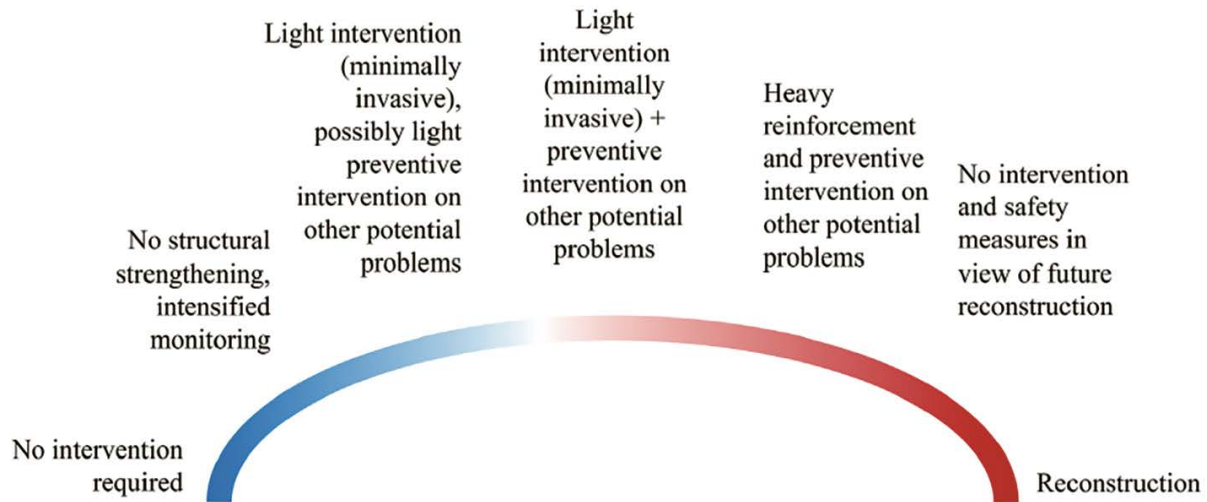 No intervention
required
No structural
strengthening,
intensified
monitoring
Light intervention
(minimally
invasive),
possibly light
preventive
intervention on
other potential
problems
Light
intervention
(minimally
invasive) +
preventive
intervention on
other potential
problems
Heavy
reinforcement
and preventive
intervention on
other potential
problems
No intervention
and safety
measures in
view of future
reconstruction
Reconstruction